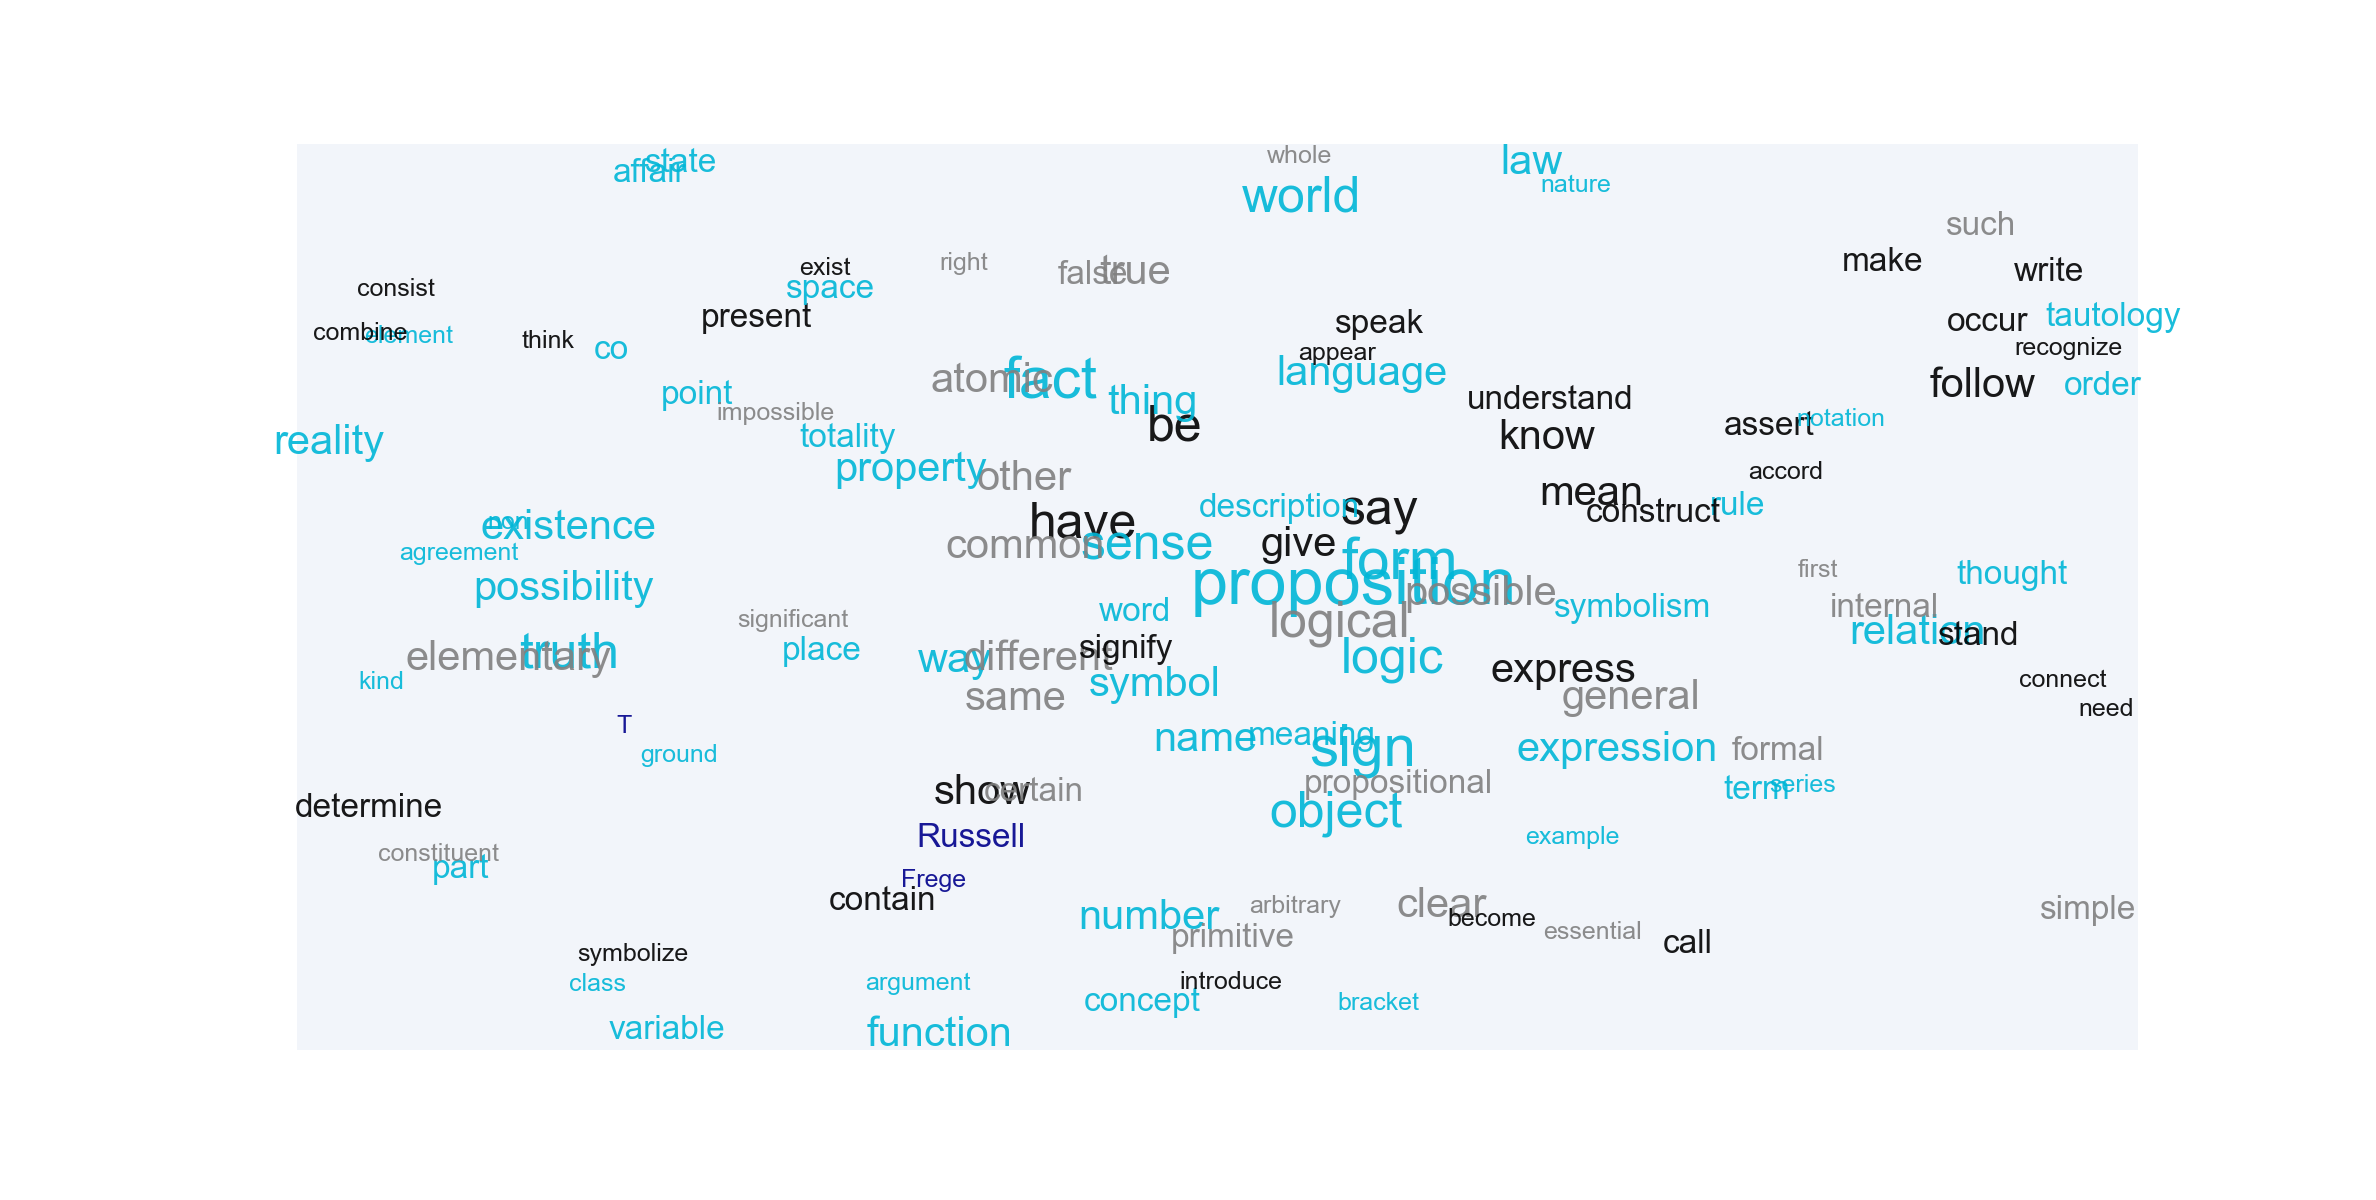 whole
law
state
affair
nature
world
such
make
write
right
exist
false
true
space
consist
present
speak
occur
tautology
combine
element
think
co
appear
recognize
language
atomic
fact
thing
follow
order
point
understand
impossible
notation
be
assert
know
totality
reality
property
other
accord
mean
description
say
rule
construct
have
non
existence
give
common
sense
agreement
form
first
thought
proposition
possibility
possible
symbolism
internal
word
significant
logical
relation
stand
signify
place
elementary
truth
way
different
logic
express
connect
kind
symbol
same
general
need
T
name
meaning
sign
expression
formal
ground
propositional
term
series
show
certain
determine
object
Russell
example
constituent
part
Frege
contain
clear
arbitrary
simple
number
become
essential
primitive
call
symbolize
introduce
class
argument
concept
bracket
variable
function